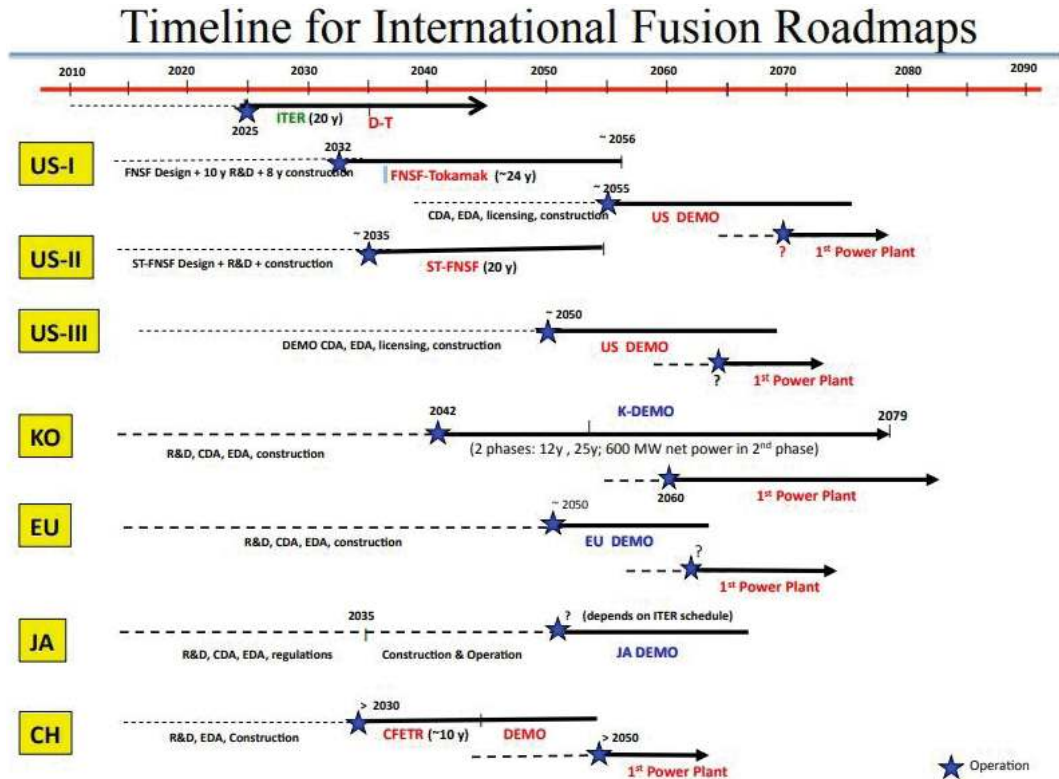 Timeline for International Fusion Roadmaps
2010 2020 2030 2040 2050 2060 2070 2080 2090
2025
ITER (20 y)
D-T
US-I
2032
~ 2056
FNSF Design + 10 y R&D + 8 y construction
FNSF-Tokamak (~24 y)
~ 2055
CDA, EDA, licensing, construction
US DEMO
?
1st Power Plant
US-II
~ 2035
ST-FNSF Design + R&D + construction
ST-FNSF (20 y)
US-III
~ 2050
DEMO CDA, EDA, licensing, construction
US DEMO
?
1st Power Plant
KO
2042
K-DEMO
2079
R&D, CDA, EDA, construction
(2 phases: 12y , 25y; 600 MW net power in 2nd phase)
2060
1st Power Plant
EU
~ 2050
R&D, CDA, EDA, construction
EU DEMO
?
1st Power Plant
JA
2035
? (depends on ITER schedule)
R&D, CDA, EDA, regulations
Construction & Operation
JA DEMO
CH
> 2030
R&D, EDA, Construction
CFETR (~10 y)
DEMO
> 2050
1st Power Plant
Operation